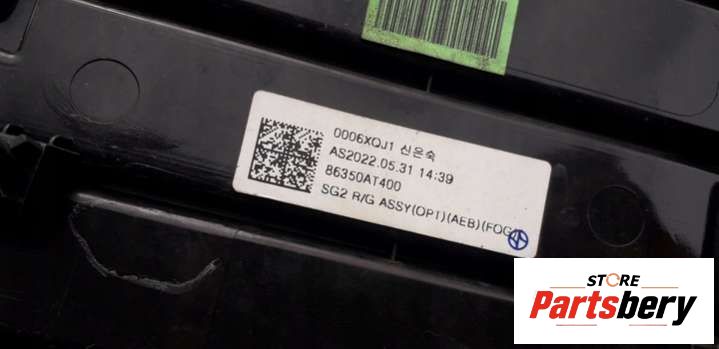 0006XQJ1 신은숙
AS2022.05.31 14:39
86350AT400
SG2 R/G ASSY(OPT)(AEB)(FOG)
STORE
Partsbery